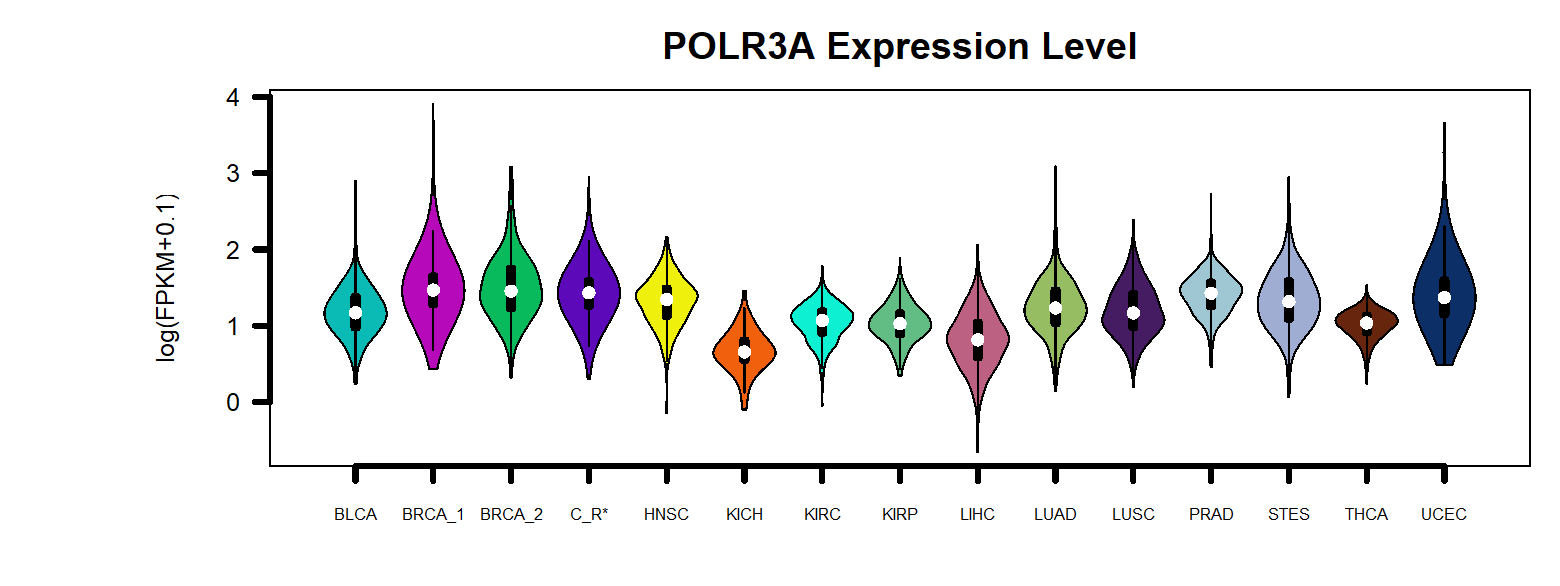 POLR3A Expression Level
log(FPKM+0.1)
4
3
2
1
0
BLCA BRCA_1 BRCA_2 C_R* HNSC KICH KIRC KIRP LIHC LUAD LUSC PRAD STES THCA UCEC